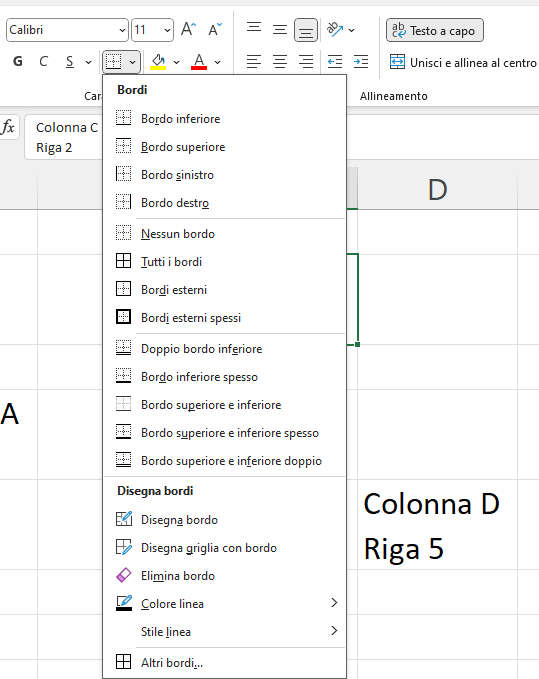 Calibri 11 A A ab Testo a capo
G C S A Unisci e allinea al centro
Cara Allineamento
fx Colonna C
Riga 2
D
A
Colonna D
Riga 5
Bordi
Bordo inferiore
Bordo superiore
Bordo sinistro
Bordo destro
Nessun bordo
Tutti i bordi
Bordi esterni
Bordi esterni spessi
Doppio bordo inferiore
Bordo inferiore spesso
Bordo superiore e inferiore
Bordo superiore e inferiore spesso
Bordo superiore e inferiore doppio
Disegna bordi
Disegna bordo
Disegna griglia con bordo
Elimina bordo
Colore linea
Stile linea
Altri bordi...